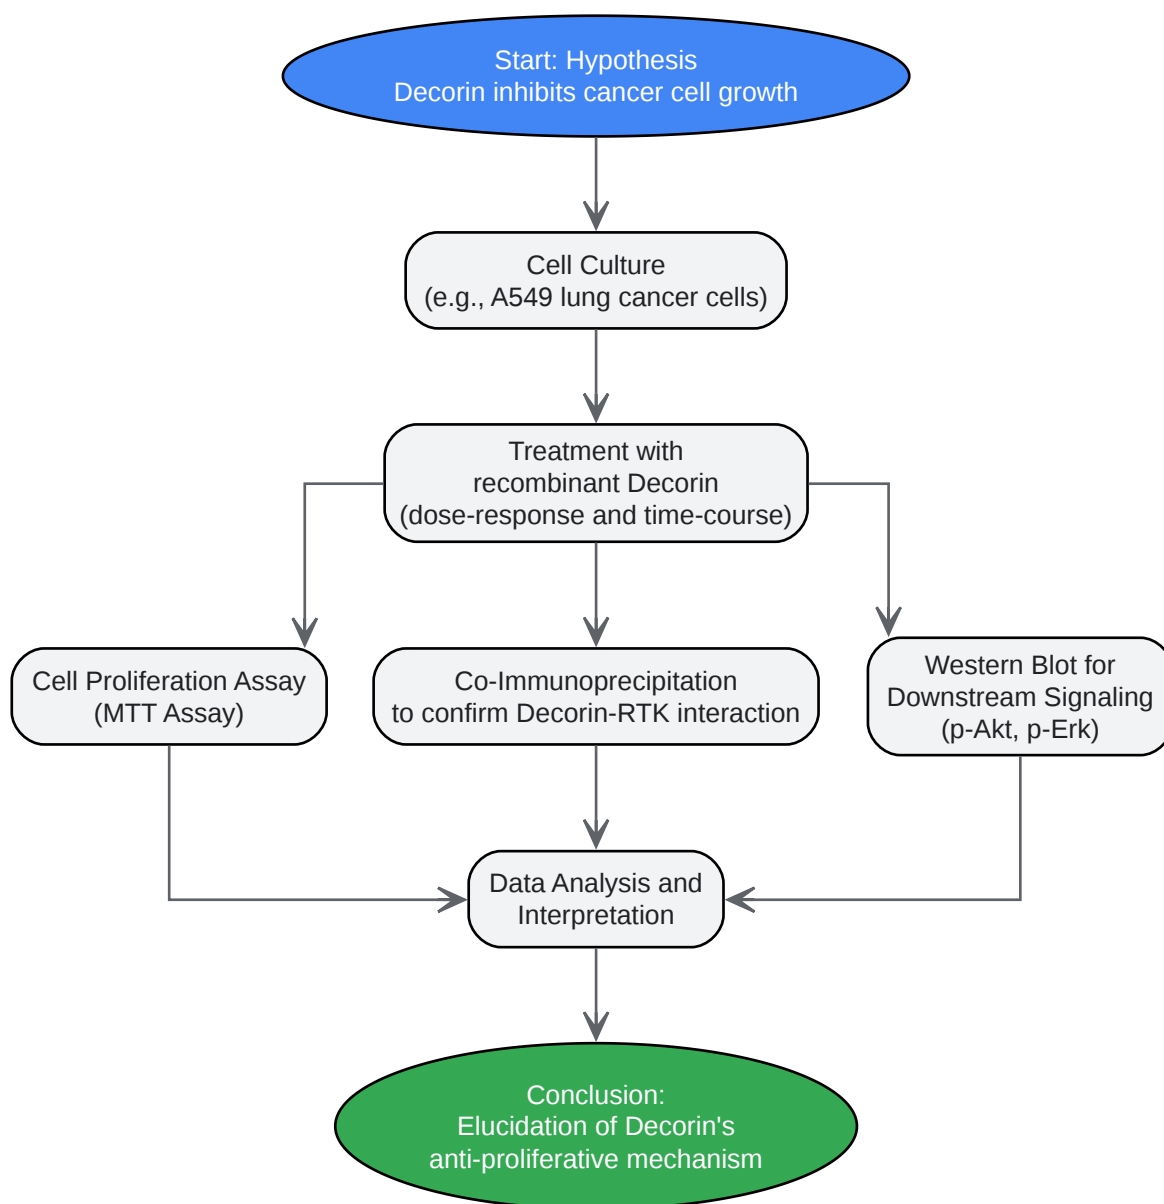 Start: Hypothesis
Decorin inhibits cancer cell growth
Cell Culture
(e.g., A549 lung cancer cells)
Treatment with
recombinant Decorin
(dose-response and time-course)
Cell Proliferation Assay
(MTT Assay)
Co-Immunoprecipitation
to confirm Decorin-RTK interaction
Western Blot for
Downstream Signaling
(p-Akt, p-Erk)
Data Analysis and
Interpretation
Conclusion:
Elucidation of Decorin's
anti-proliferative mechanism